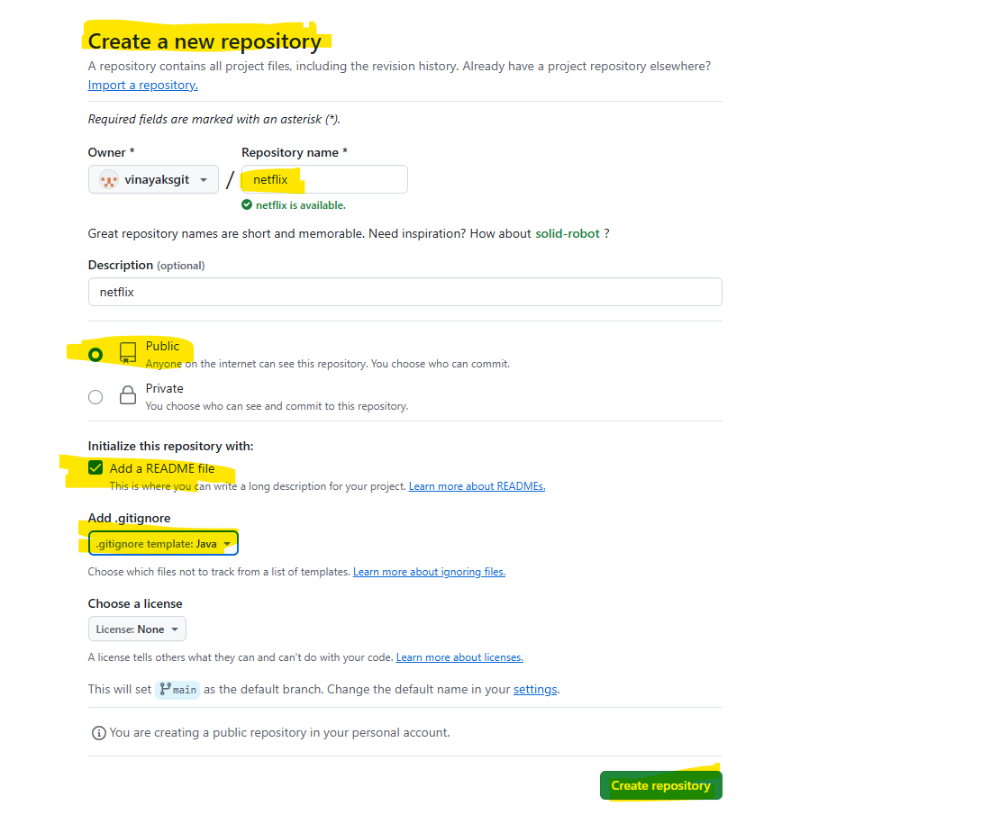 Create a new repository
A repository contains all project files, including the revision history. Already have a project repository elsewhere?
Import a repository.
Required fields are marked with an asterisk (*).
Owner * Repository name *
vinayaksgit / netflix
netflix is available.
Great repository names are short and memorable. Need inspiration? How about solid-robot ?
Description (optional)
netflix
Public
Anyone on the internet can see this repository. You choose who can commit.
Private
You choose who can see and commit to this repository.
Initialize this repository with:
Add a README file
This is where you can write a long description for your project. Learn more about READMEs.
Add .gitignore
.gitignore template: Java
Choose which files not to track from a list of templates. Learn more about ignoring files.
Choose a license
License: None
A license tells others what they can and can't do with your code. Learn more about licenses.
This will set main as the default branch. Change the default name in your settings.
You are creating a public repository in your personal account.
Create repository